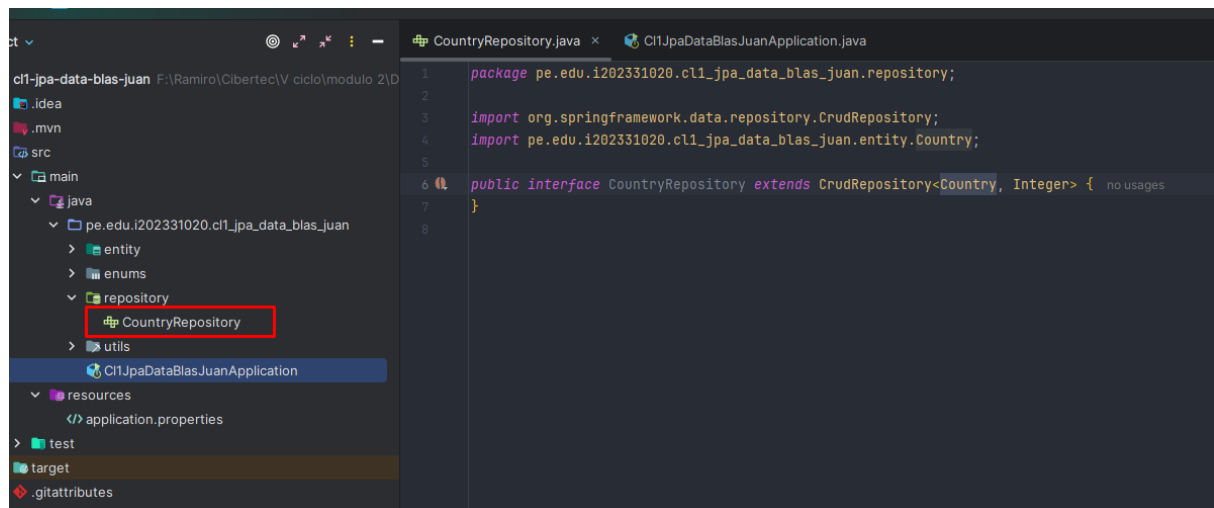 ct
CountryRepository.java ×
Cl1JpaDataBlasJuanApplication.java
cl1-jpa-data-blas-juan F:\Ramiro\Cibertec\V ciclo\modulo 2\D
.idea
.mvn
src
main
java
pe.edu.i202331020.cl1_jpa_data_blas_juan
entity
enums
repository
CountryRepository
utils
Cl1JpaDataBlasJuanApplication
resources
application.properties
test
target
.gitattributes
1 package pe.edu.i202331020.cl1_jpa_data_blas_juan.repository;
2
3 import org.springframework.data.repository.CrudRepository;
4 import pe.edu.i202331020.cl1_jpa_data_blas_juan.entity.Country;
5
6 public interface CountryRepository extends CrudRepository<Country, Integer> { no usages
7 }
8